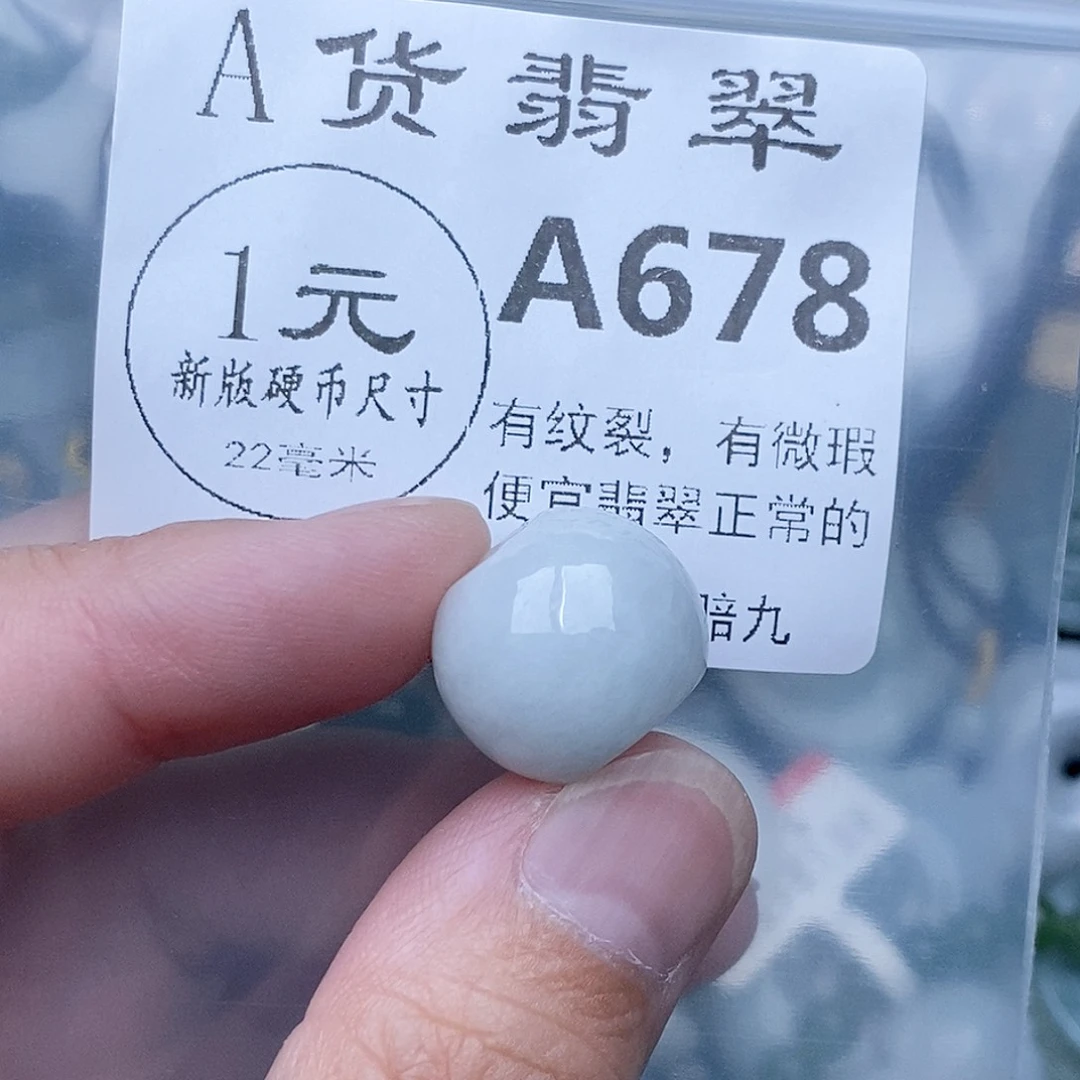 A货翡翠
1元
新版硬币尺寸
22毫米
A678
有纹裂，有微瑕
便宜翡翠正常的
赔九